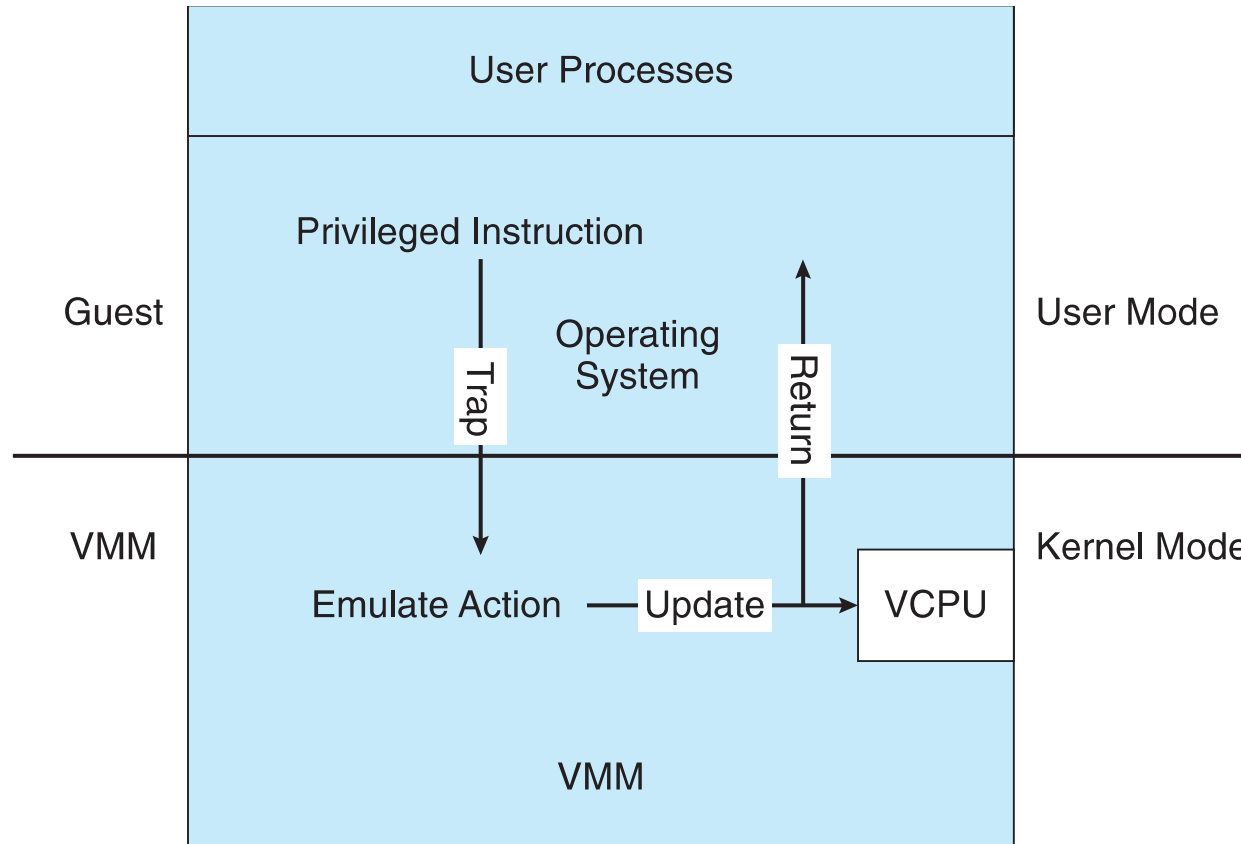 User Processes
Privileged Instruction
Guest
User Mode
Operating
System
Trap
Return
VMM
Kernel Mode
Emulate Action
Update
VCPU
VMM